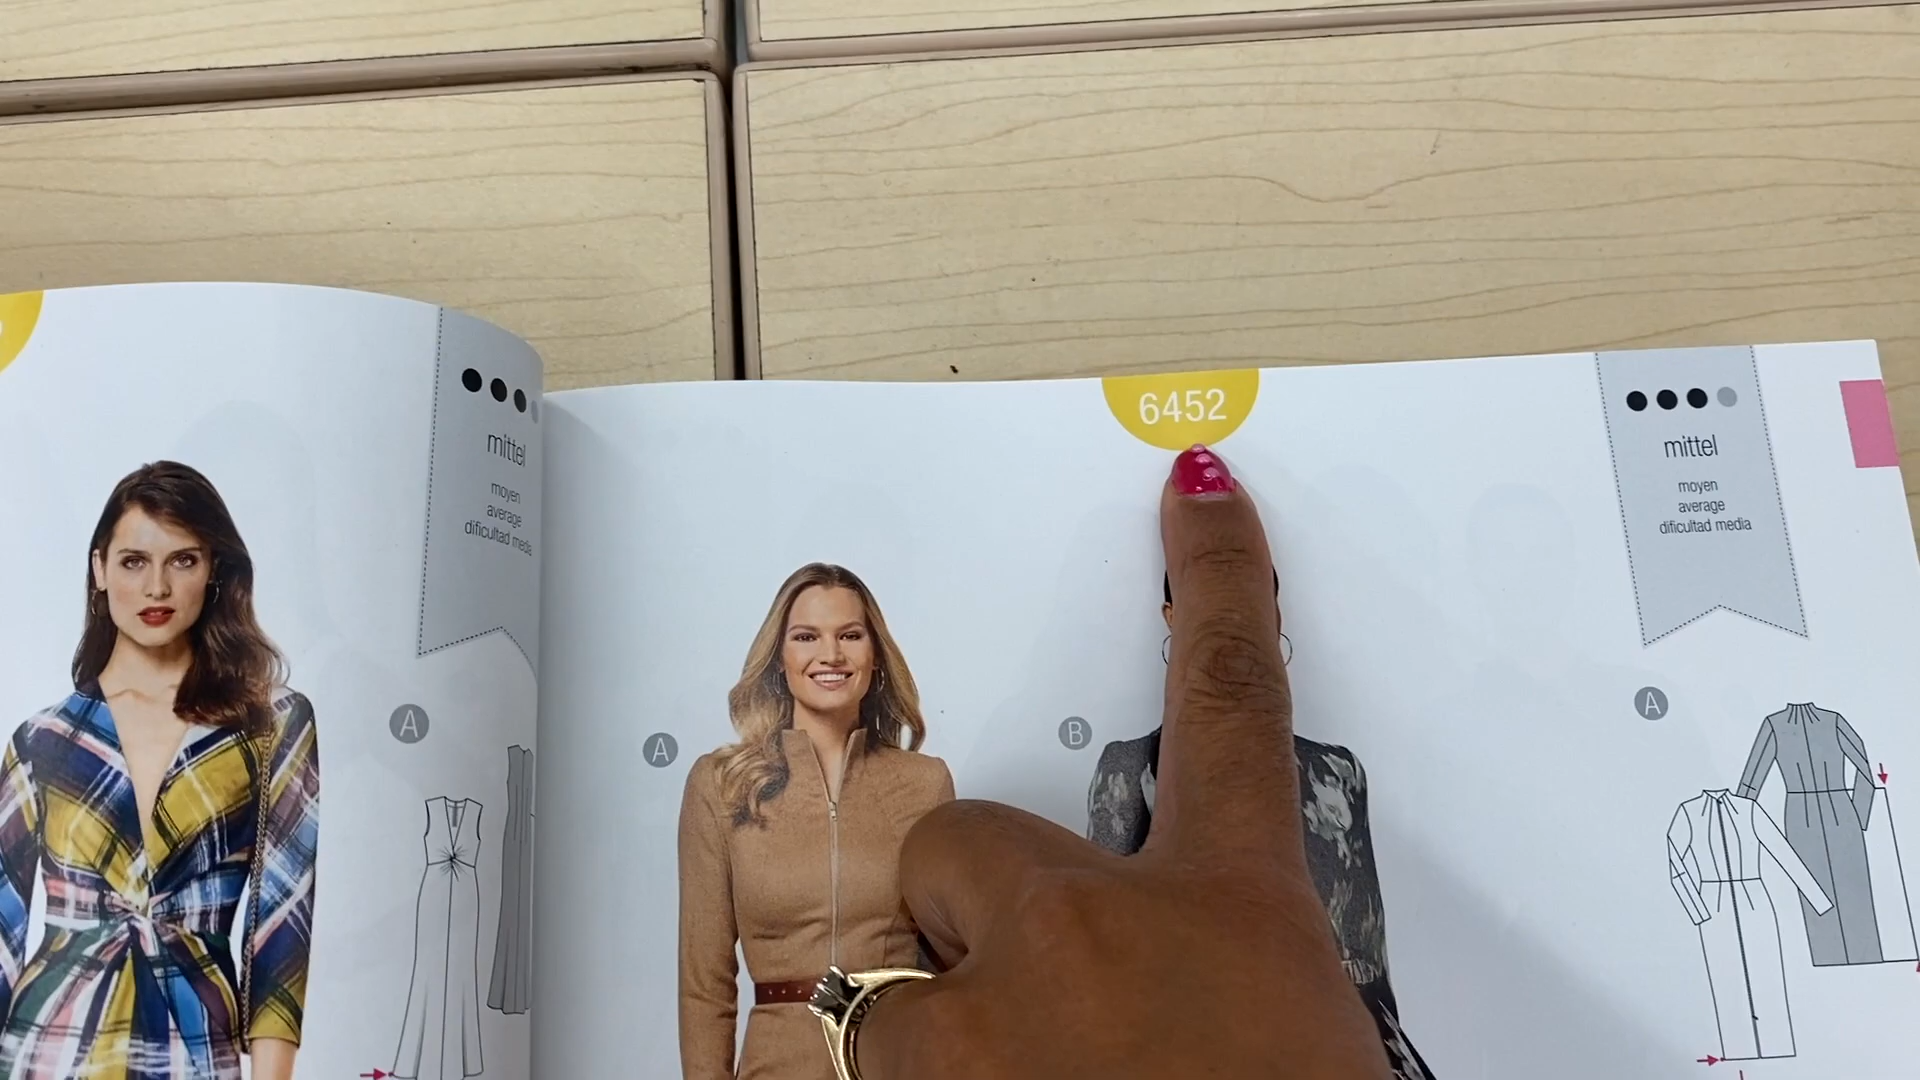 mittel
moyen
average
dificultad media
A
6452
A
B
mittel
moyen
average
dificultad media
A